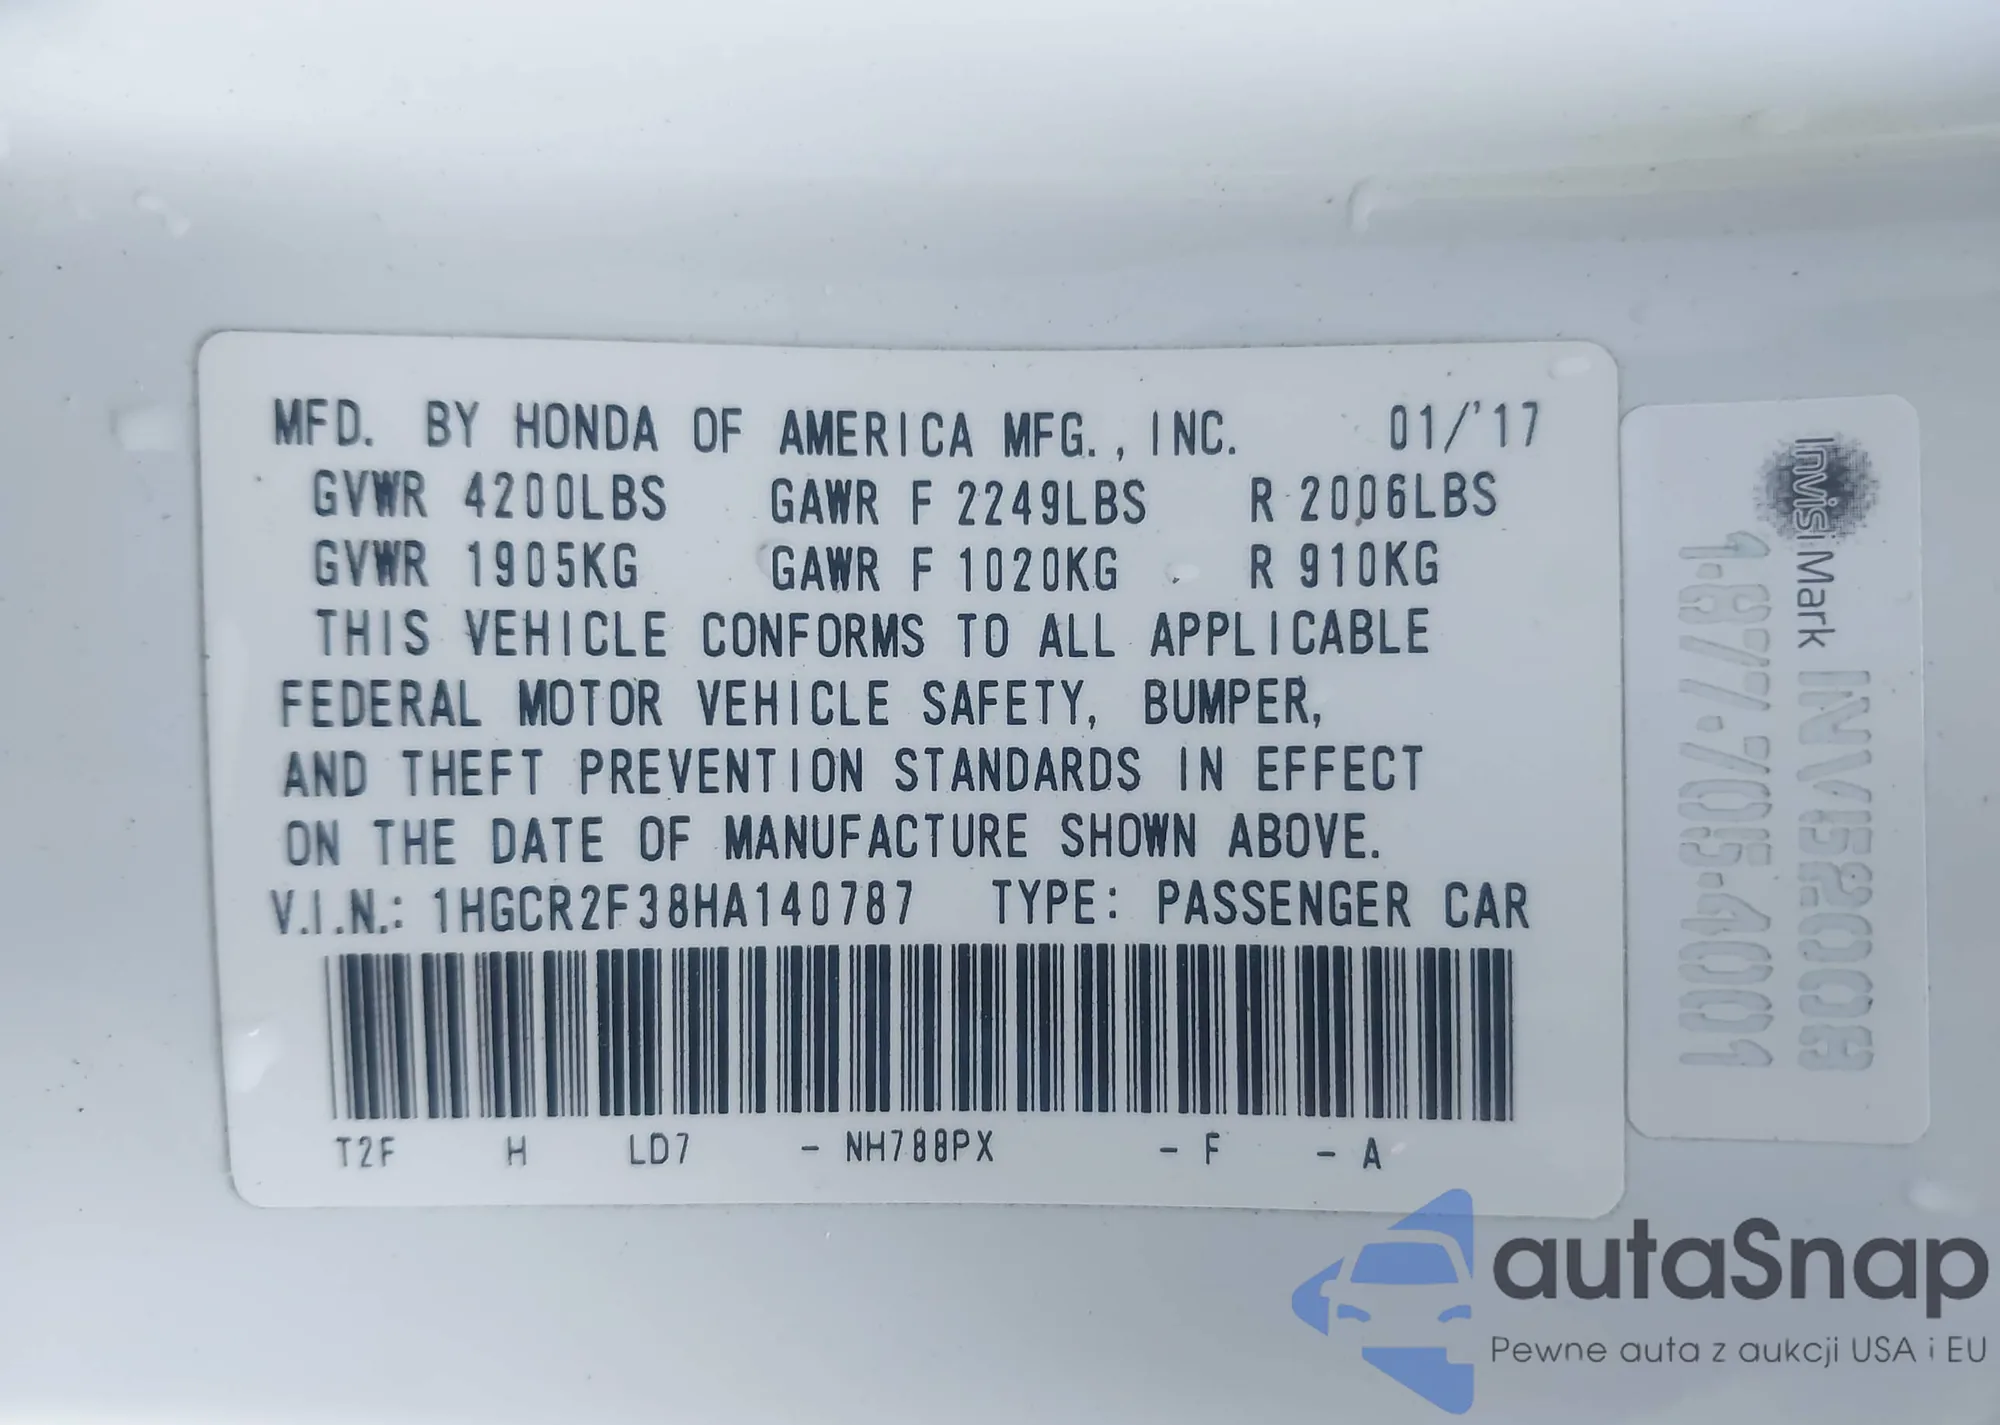 MFD. BY HONDA OF AMERICA MFG., INC. 01/'17
GVWR 4200LBS GAWR F 2249LBS R 2006LBS
GVWR 1905KG GAWR F 1020KG R 910KG
THIS VEHICLE CONFORMS TO ALL APPLICABLE
FEDERAL MOTOR VEHICLE SAFETY, BUMPER,
AND THEFT PREVENTION STANDARDS IN EFFECT
ON THE DATE OF MANUFACTURE SHOWN ABOVE.
V.I.N.: 1HGCR2F38HA140787 TYPE: PASSENGER CAR
T2F H LD7 - NH788PX - F - A
InvisiMark
1·877·705·4001
autaSnap
Pewne auta z aukcji USA i EU